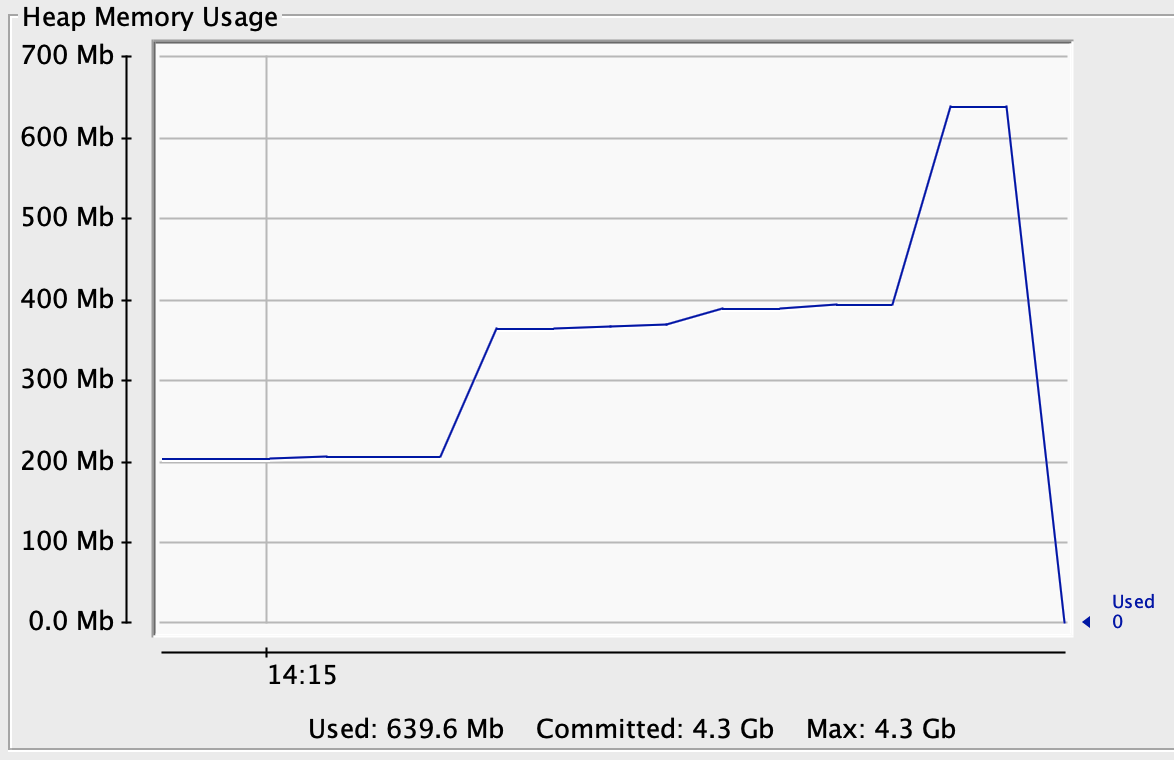 Heap Memory Usage
700 Mb
600 Mb
500 Mb
400 Mb
300 Mb
200 Mb
100 Mb
0.0 Mb
Used
0
14:15
Used: 639.6 Mb Committed: 4.3 Gb Max: 4.3 Gb